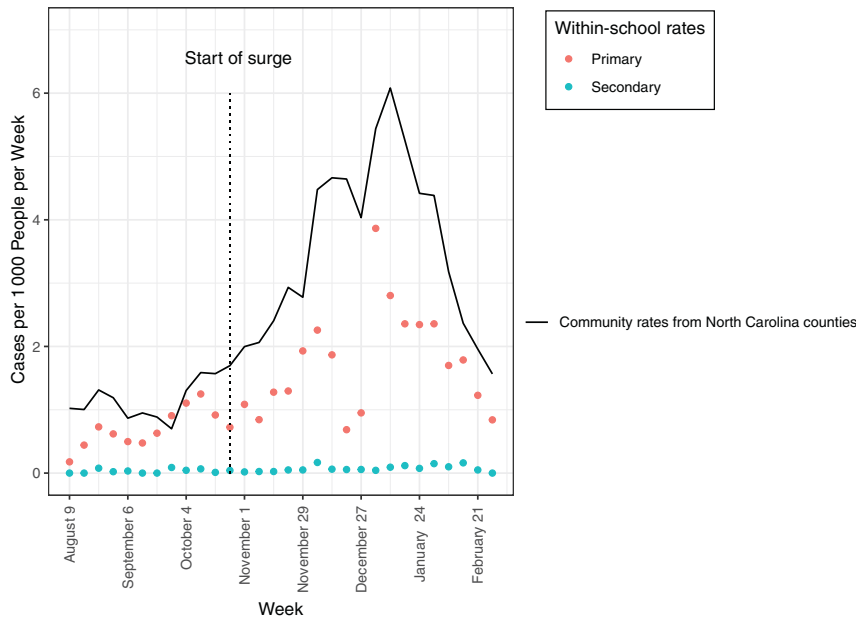 Within-school rates
Primary
Secondary
Start of surge
6
4
2
0
Cases per 1000 People per Week
Community rates from North Carolina counties
August 9
September 6
October 4
November 1
November 29
December 27
January 24
February 21
Week